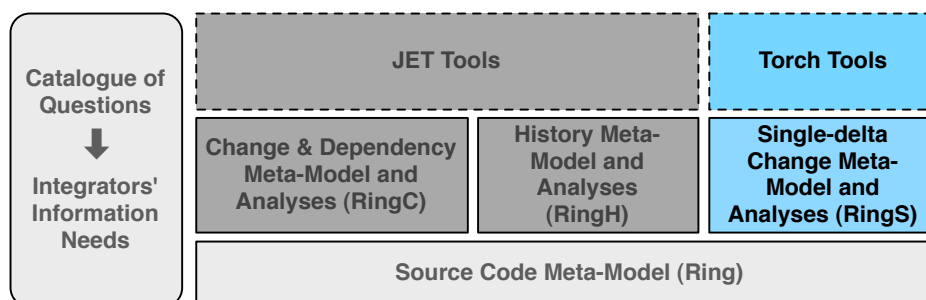 Catalogue of
Questions
Integrators'
Information
Needs
JET Tools
Torch Tools
Change & Dependency
Meta-Model and
Analyses (RingC)
History Meta-
Model and
Analyses
(RingH)
Single-delta
Change Meta-
Model and
Analyses (RingS)
Source Code Meta-Model (Ring)